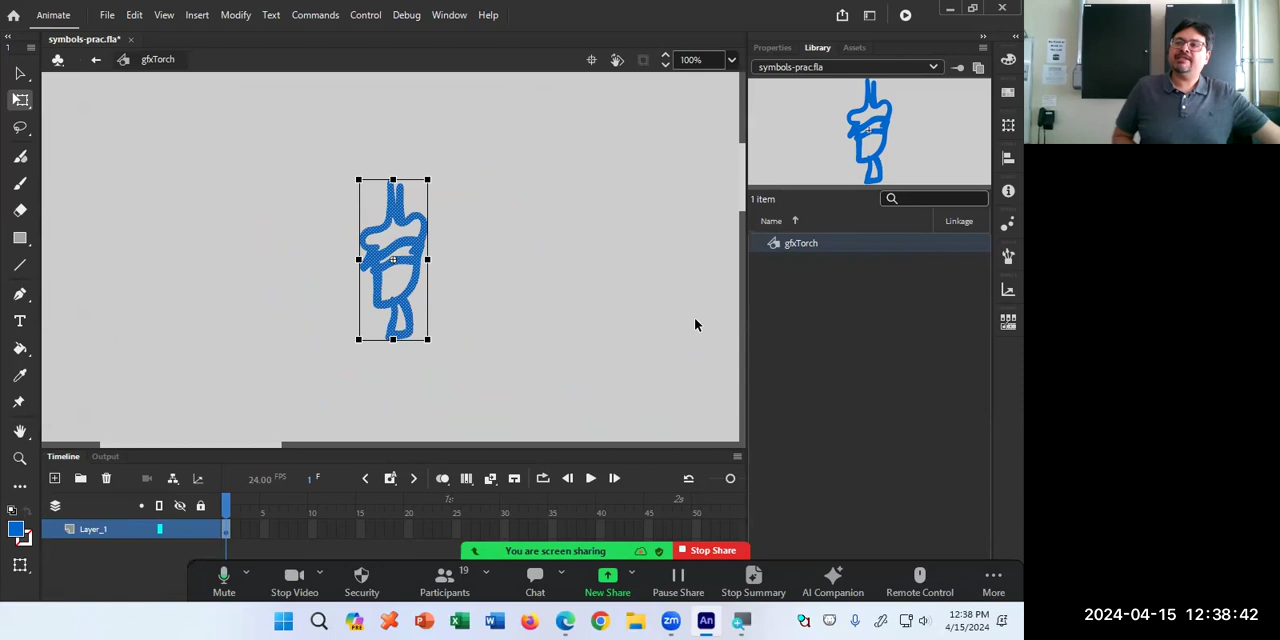 Animate File Edit View Insert Modify Text Commands Control Debug Window Help
symbols-prac.fla* ×
gfxTorch
100%
Properties Library Assets
symbols-prac.fla
1 item
Name Linkage
gfxTorch
Timeline Output
24.00 FPS 1 F
1s 2s
5 10 15 20 25 30 35 40 45 50
Layer_1
You are screen sharing Stop Share
19
Mute Stop Video Security Participants Chat New Share Pause Share Stop Summary AI Companion Remote Control More
12:38 PM
4/15/2024
2024-04-15 12:38:42